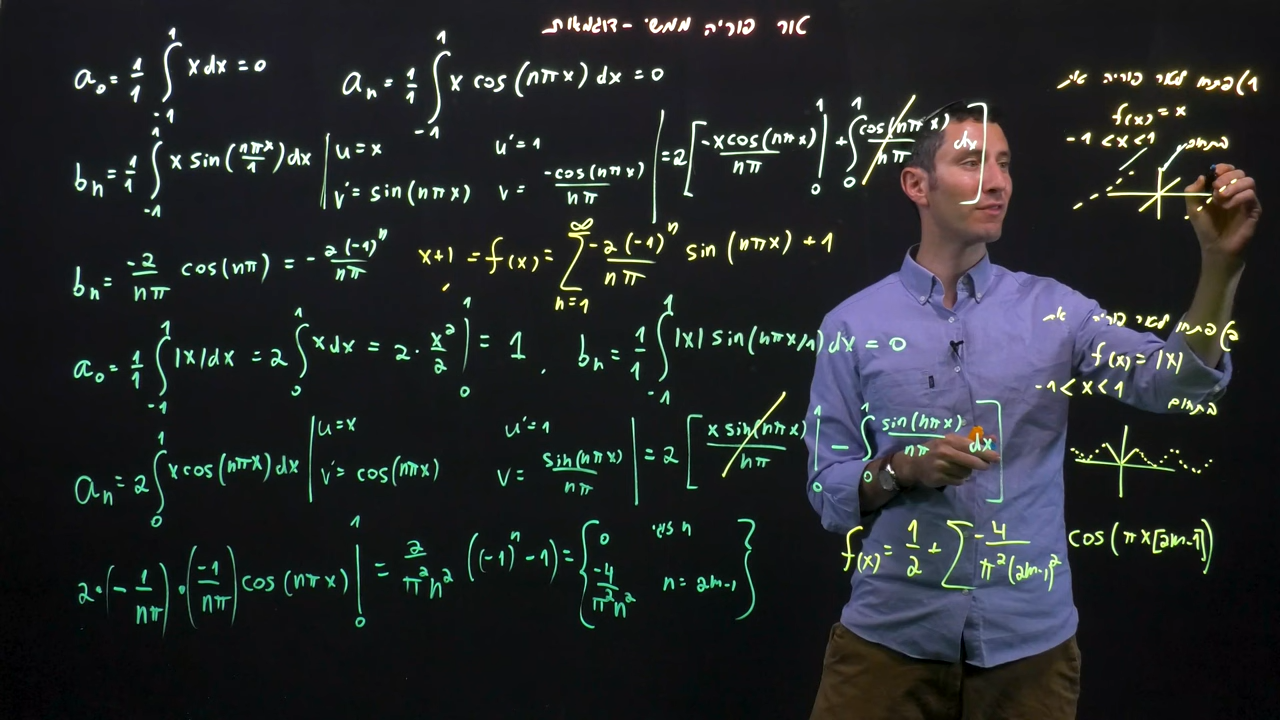 טור פוריה ממשי - דוגמאות
a₀ = 1/1 ∫₋₁¹ x dx = 0
aₙ = 1/1 ∫₋₁¹ x cos(nπx) dx = 0
bₙ = 1/1 ∫₋₁¹ x sin(nπx/1) dx | u = x u' = 1 v' = sin(nπx) v = -cos(nπx)/nπ | = 2[-x cos(nπx)/nπ |₀¹ + ∫₀¹ cos(nπx)/nπ dx]
bₙ = -2/nπ cos(nπ) = - 2(-1)ⁿ/nπ
x+1 = f(x) = ∑ₙ₌₁^∞ -2(-1)ⁿ/nπ sin(nπx) + 1
a₀ = 1/1 ∫₋₁¹ |x| dx = 2 ∫₀¹ x dx = 2 · x²/2 |₀¹ = 1 .
bₙ = 1/1 ∫₋₁¹ |x| sin(nπx/1) dx = 0
aₙ = 2 ∫₀¹ x cos(nπx) dx | u = x u' = 1 v' = cos(nπx) v = sin(nπx)/nπ | = 2[x sin(nπx)/nπ |₀¹ - ∫₀¹ sin(nπx)/nπ dx]
2 · (-1/nπ) · (-1/nπ) cos(nπx) |₀¹ = 2/π²n² ((-1)ⁿ - 1) = { 0 n זוגי -4/π²n² n = 2m-1 }
1) פתחו לטור פוריה את
f(x) = x
-1 < x < 1
בתחום
2) פתחו לטור פוריה את
f(x) = |x|
-1 < x < 1
בתחום
f(x) = 1/2 + ∑ -4/π²(2m-1)² cos(πx[2m-1])